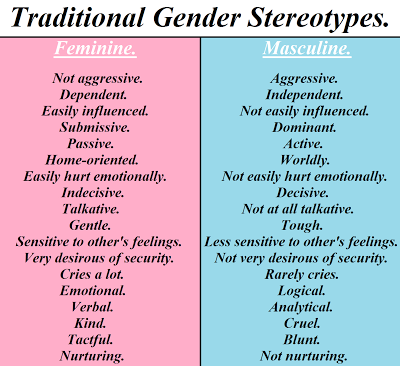 Traditional Gender Stereotypes.
Feminine.
Not aggressive.
Dependent.
Easily influenced.
Submissive.
Passive.
Home-oriented.
Easily hurt emotionally.
Indecisive.
Talkative.
Gentle.
Sensitive to other's feelings.
Very desirous of security.
Cries a lot.
Emotional.
Verbal.
Kind.
Tactful.
Nurturing.
Masculine.
Aggressive.
Independent.
Not easily influenced.
Dominant.
Active.
Worldly.
Not easily hurt emotionally.
Decisive.
Not at all talkative.
Tough.
Less sensitive to other's feelings.
Not very desirous of security.
Rarely cries.
Logical.
Analytical.
Cruel.
Blunt.
Not nurturing.